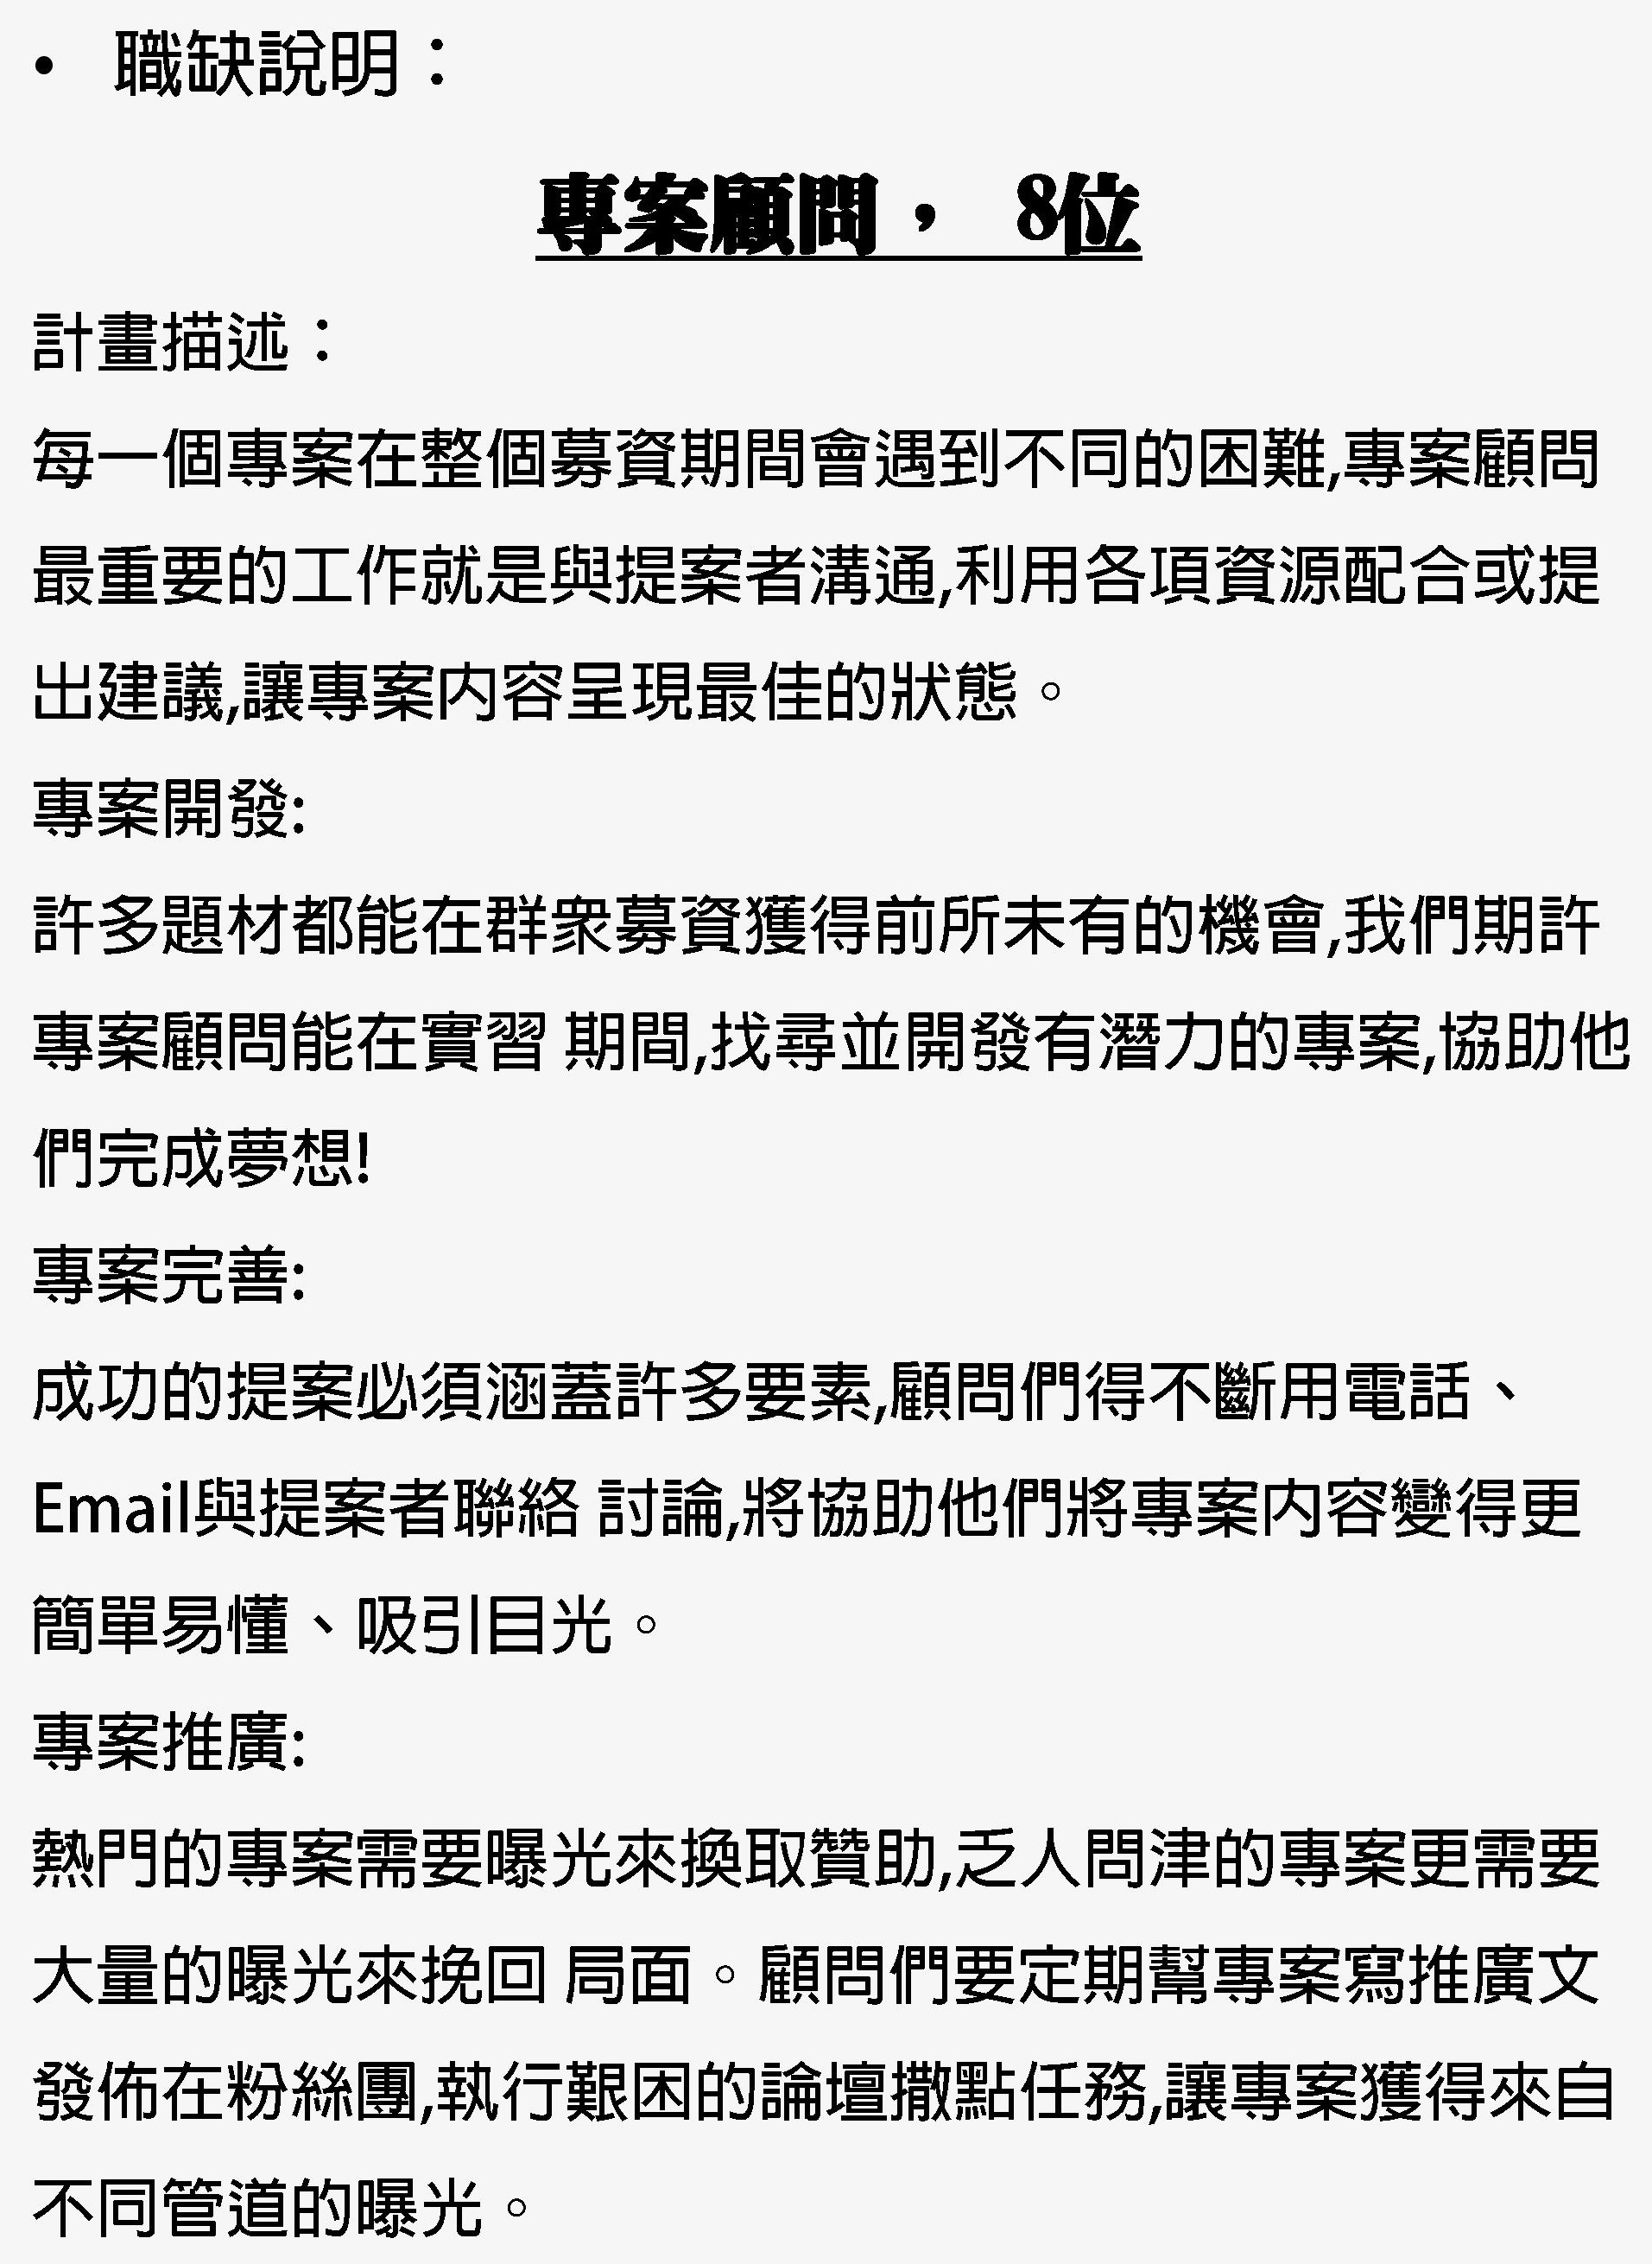 • 職缺說明：
專案顧問， 8位
計畫描述：
每一個專案在整個募資期間會遇到不同的困難,專案顧問
最重要的工作就是與提案者溝通,利用各項資源配合或提
出建議,讓專案内容呈現最佳的狀態。
專案開發:
許多題材都能在群眾募資獲得前所未有的機會,我們期許
專案顧問能在實習 期間,找尋並開發有潛力的專案,協助他
們完成夢想!
專案完善:
成功的提案必須涵蓋許多要素,顧問們得不斷用電話、
Email與提案者聯絡 討論,將協助他們將專案内容變得更
簡單易懂、吸引目光。
專案推廣:
熱門的專案需要曝光來換取贊助,乏人問津的專案更需要
大量的曝光來挽回 局面。顧問們要定期幫專案寫推廣文
發佈在粉絲團,執行艱困的論壇撒點任務,讓專案獲得來自
不同管道的曝光。